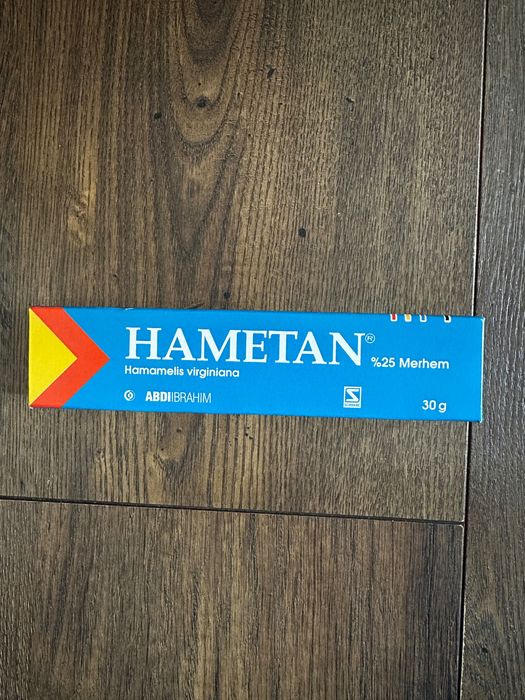 HAMETAN® %25 Merhem
Hamamelis virginiana
ABDIIBRAHIM
30 g